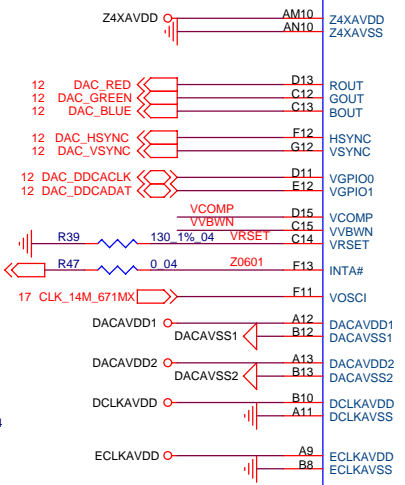 Z4XAVDD AM10 Z4XAVDD
AN10 Z4XAVSS
12 DAC_RED D13 ROUT
12 DAC_GREEN C12 GOUT
12 DAC_BLUE C13 BOUT
12 DAC_HSYNC F12 HSYNC
12 DAC_VSYNC G12 VSYNC
12 DAC_DDCACLK D11 VGPIO0
12 DAC_DDCADAT E12 VGPIO1
VCOMP D15 VCOMP
VVBWN C15 VVBWN
R39 130_1%_04 VRSET C14 VRSET
R47 0_04 Z0601 F13 INTA#
17 CLK_14M_671MX F11 VOSCI
DACAVDD1 A12 DACAVDD1
DACAVSS1 B12 DACAVSS1
DACAVDD2 A13 DACAVDD2
DACAVSS2 B13 DACAVSS2
DCLKAVDD B10 DCLKAVDD
A11 DCLKAVSS
ECLKAVDD A9 ECLKAVDD
B8 ECLKAVSS